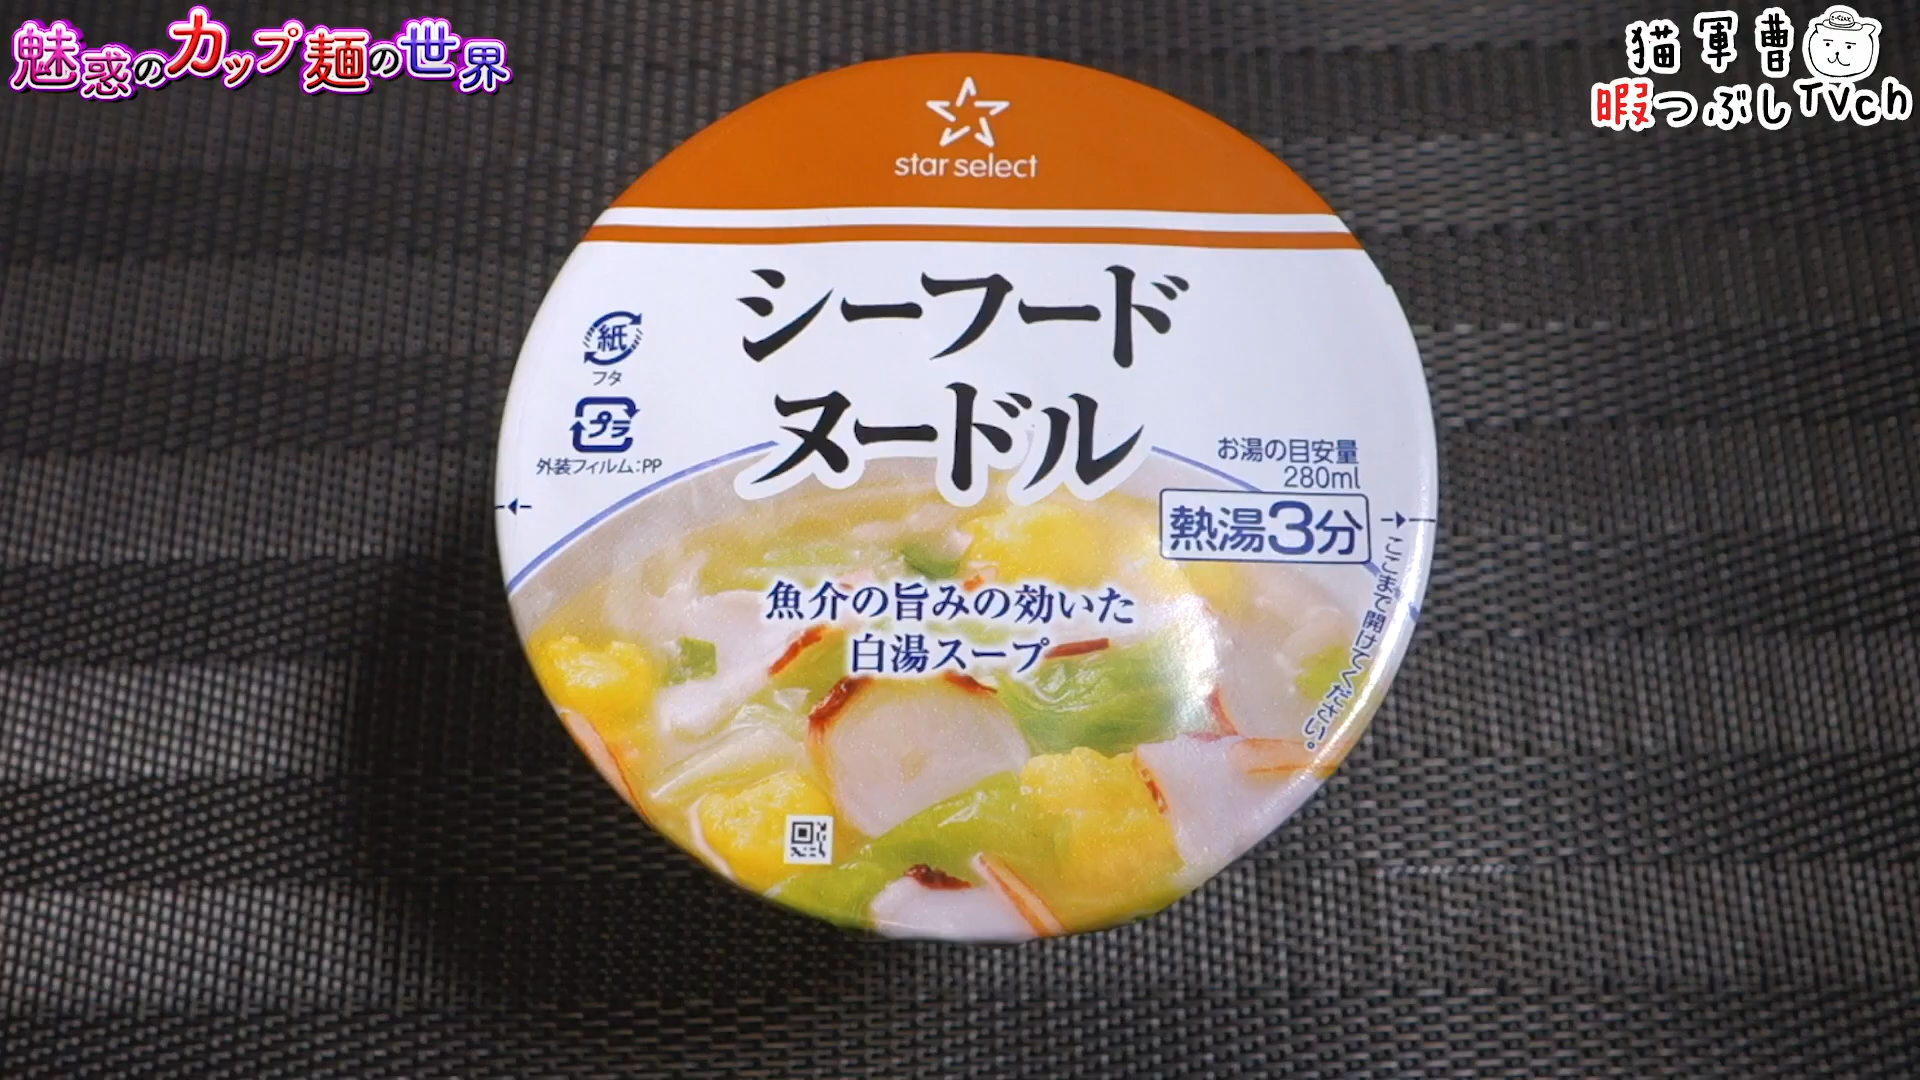 魅惑のカップ麺の世界
猫軍曹
暇つぶしTVch
star select
シーフード
ヌードル
紙
フタ
プラ
外装フィルム:PP
お湯の目安量
280ml
熱湯3分
ここまで開けてください。
魚介の旨みの効いた
白湯スープ